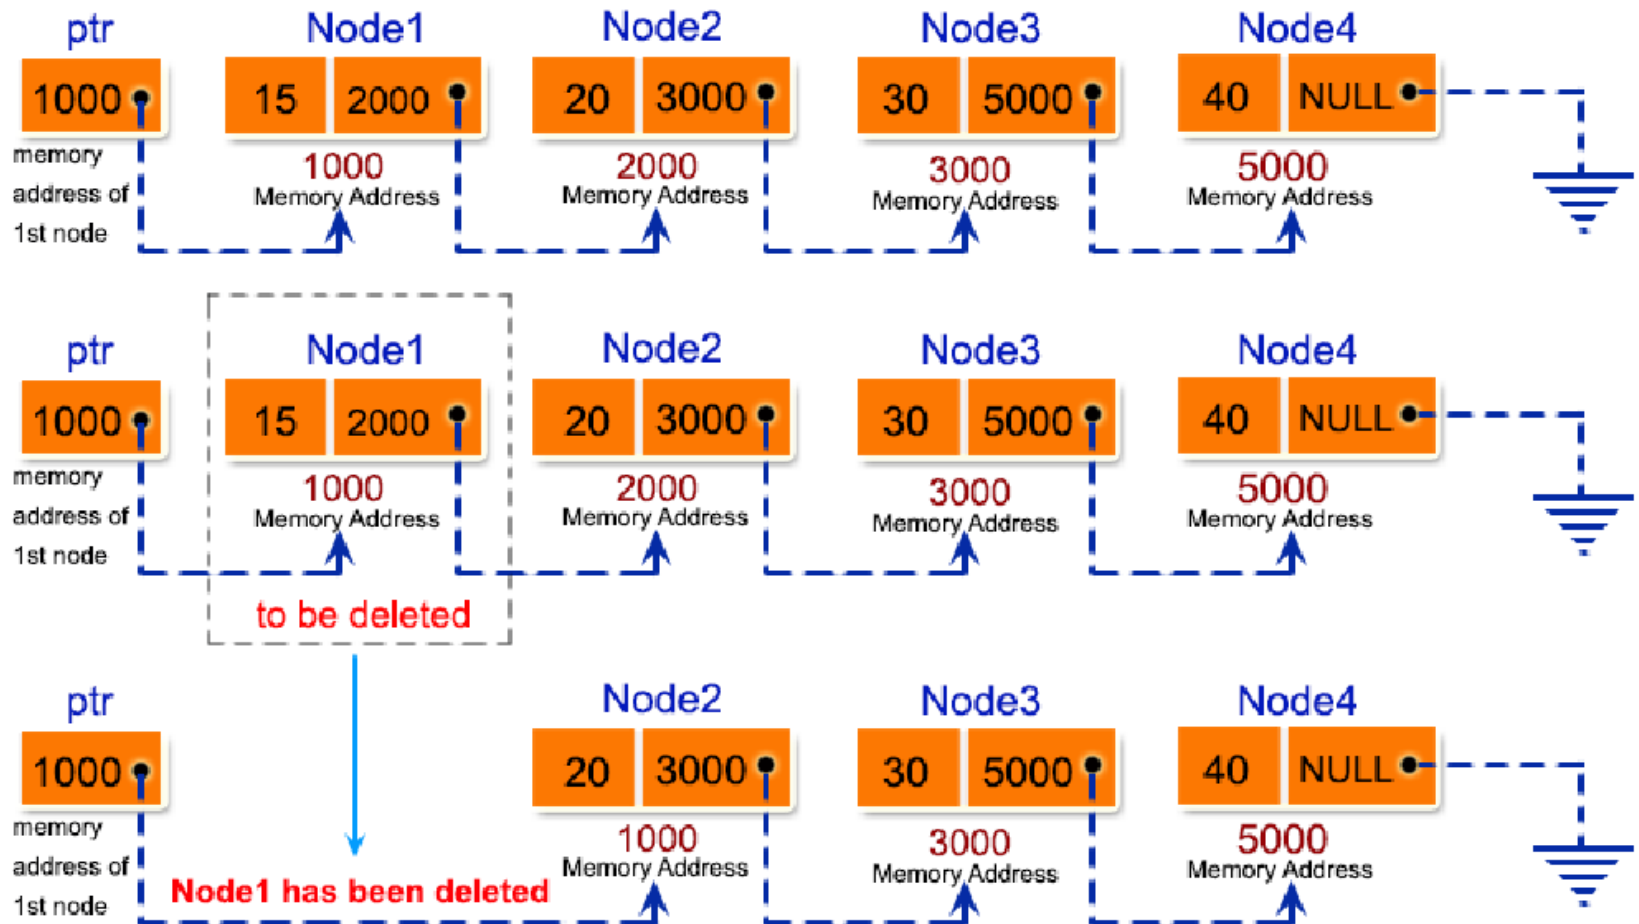 ptr Node1 Node2 Node3 Node4
1000 15 2000 20 3000 30 5000 40 NULL
memory
address of
1st node
1000 2000 3000 5000
Memory Address Memory Address Memory Address Memory Address
ptr Node1 Node2 Node3 Node4
1000 15 2000 20 3000 30 5000 40 NULL
memory
address of
1st node
1000 2000 3000 5000
Memory Address Memory Address Memory Address Memory Address
to be deleted
ptr Node2 Node3 Node4
1000 20 3000 30 5000 40 NULL
memory
address of
1st node
1000 3000 5000
Memory Address Memory Address Memory Address
Node1 has been deleted